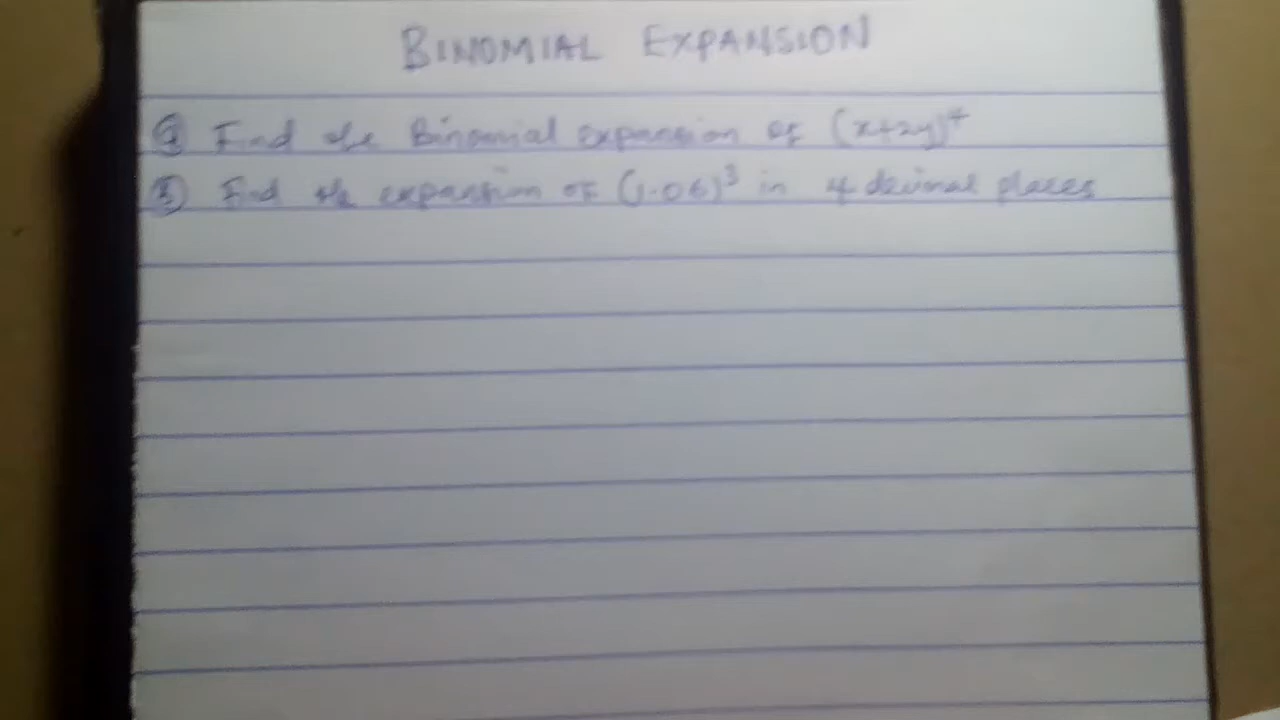 BINOMIAL EXPANSION
a Find the Binomial expansion of (x+2y)⁴
b Find the expansion of (1.06)³ in 4 decimal places